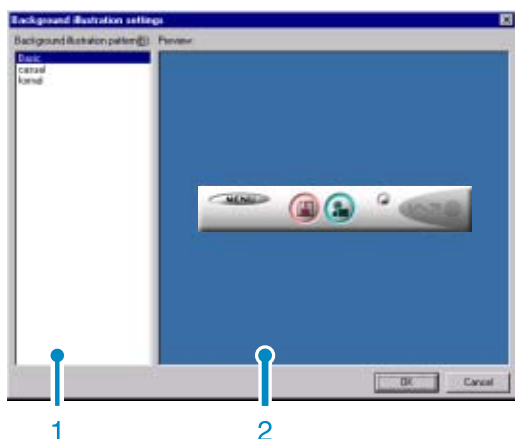 Background illustration settings
Background illustration pattern(B): Preview:
Basic
casual
formal
MENU
OK
Cancel
1
2